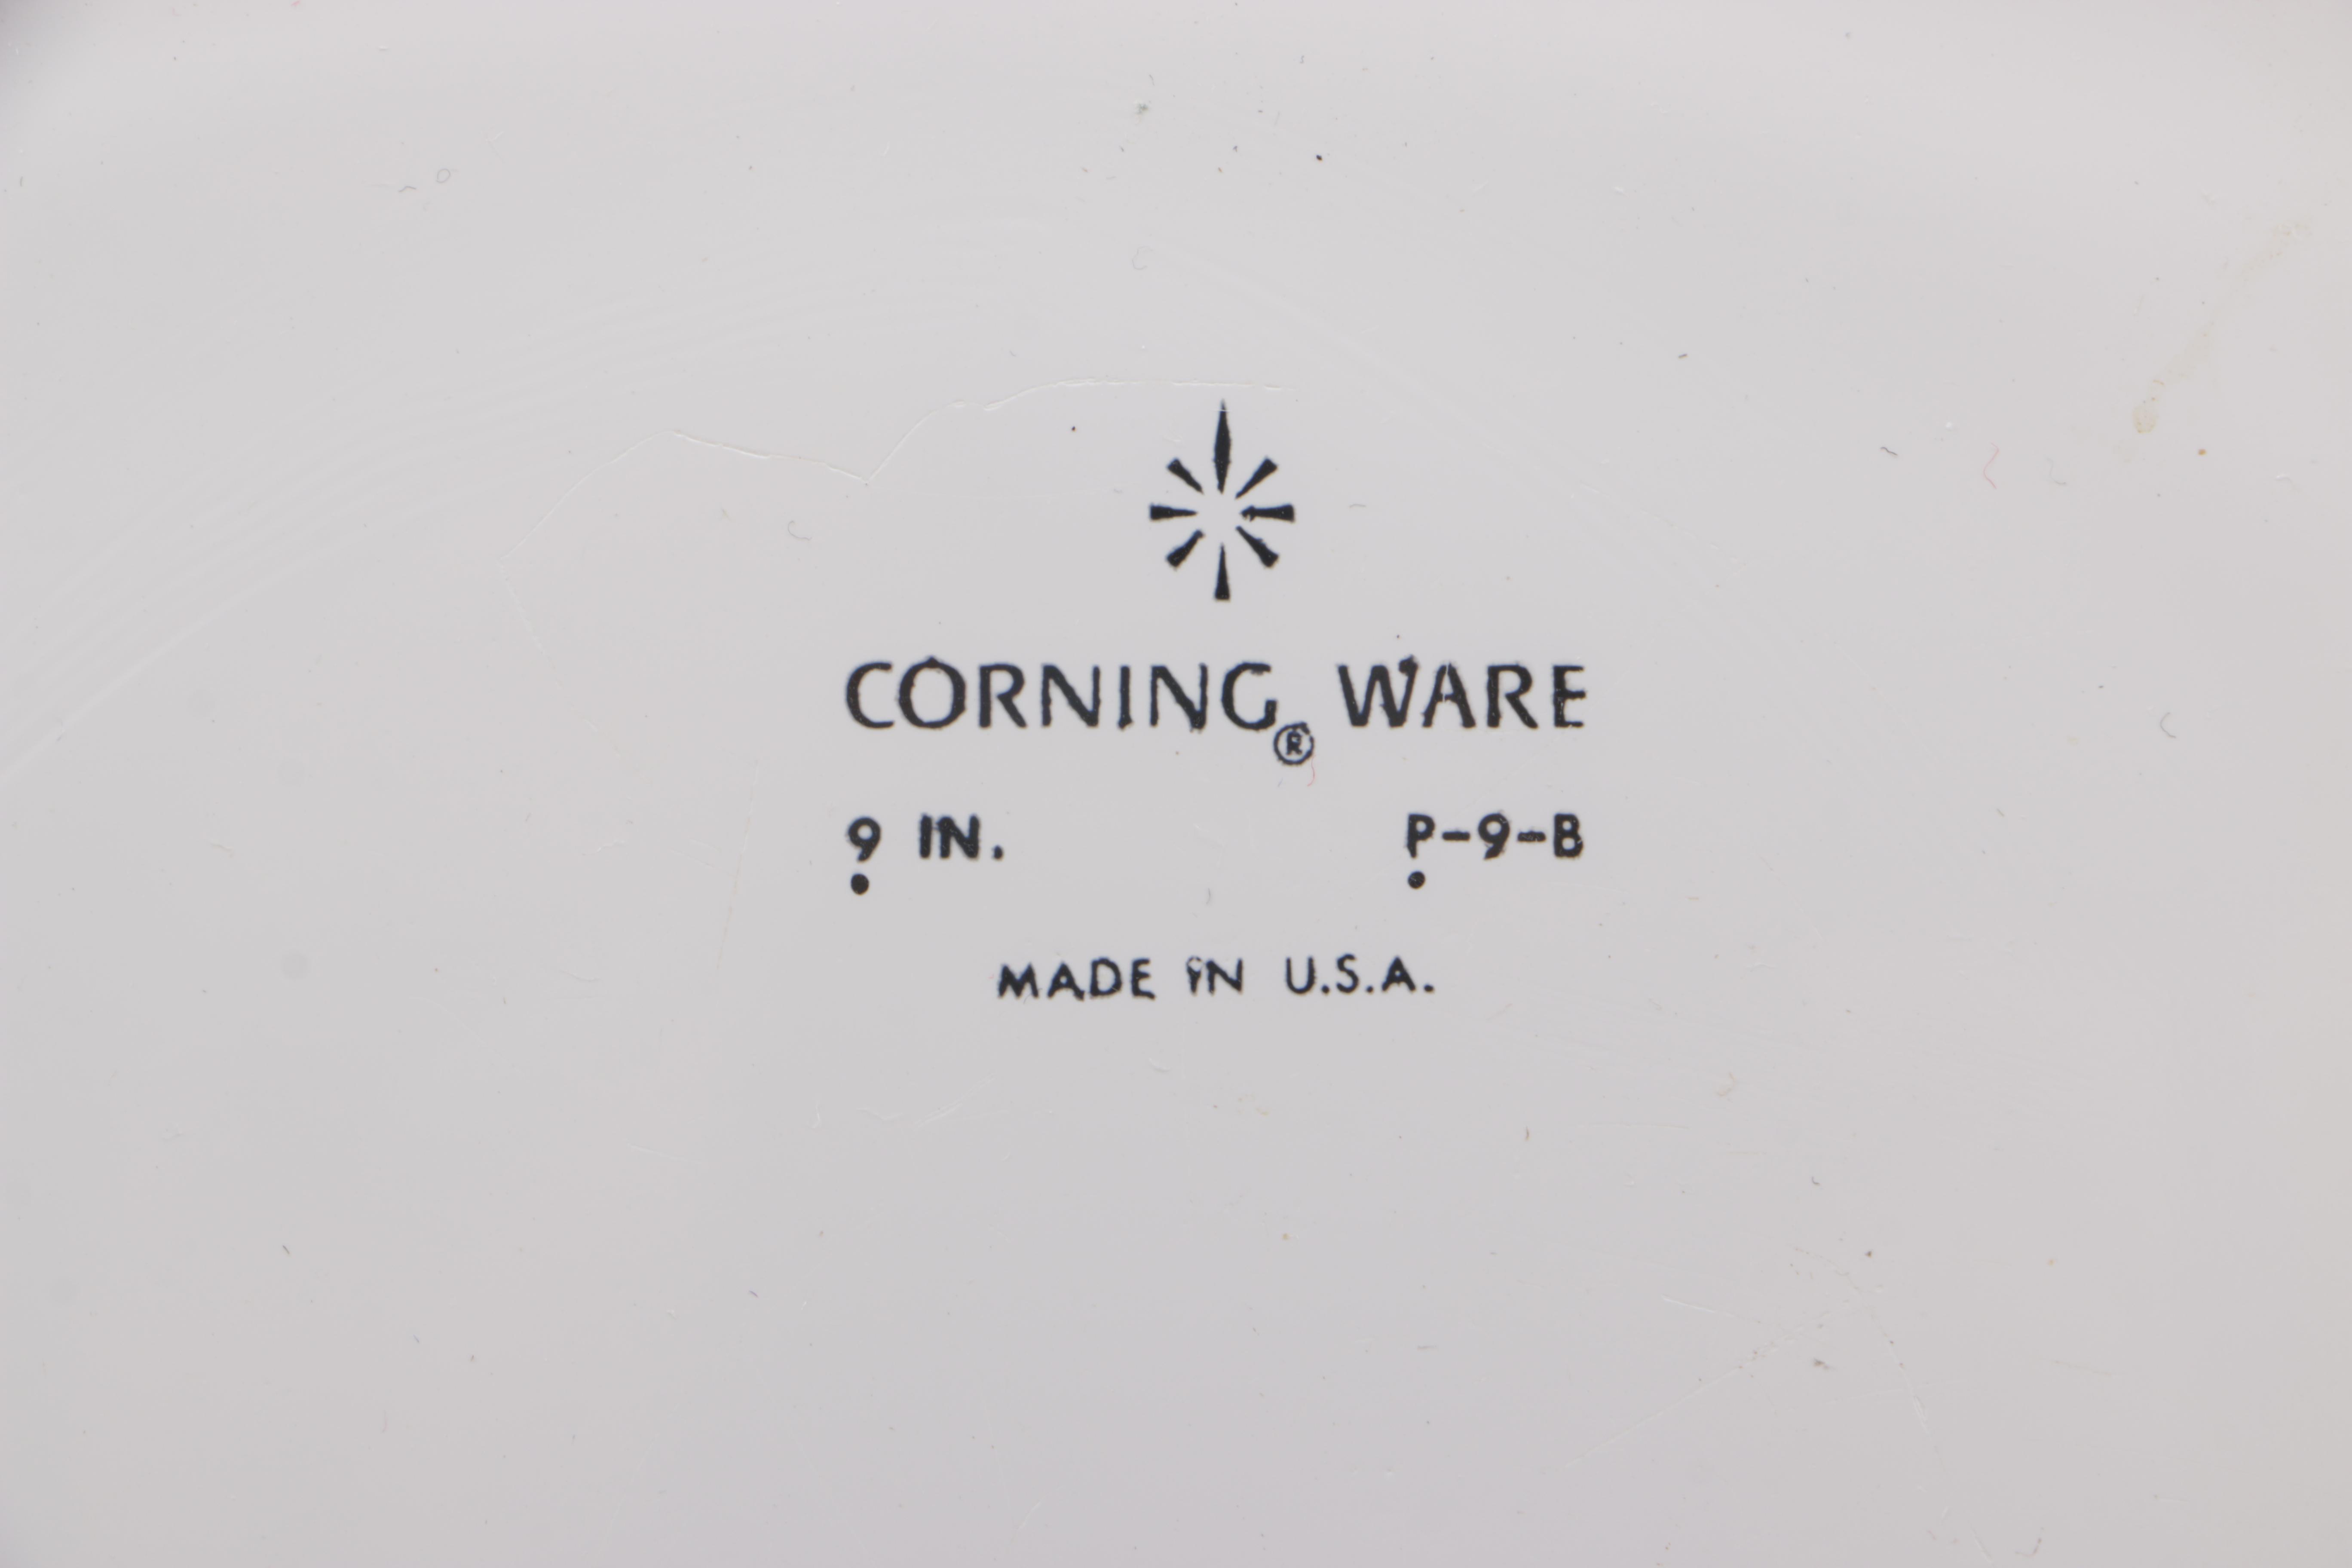 CORNING® WARE
9 IN. P-9-B
MADE IN U.S.A.